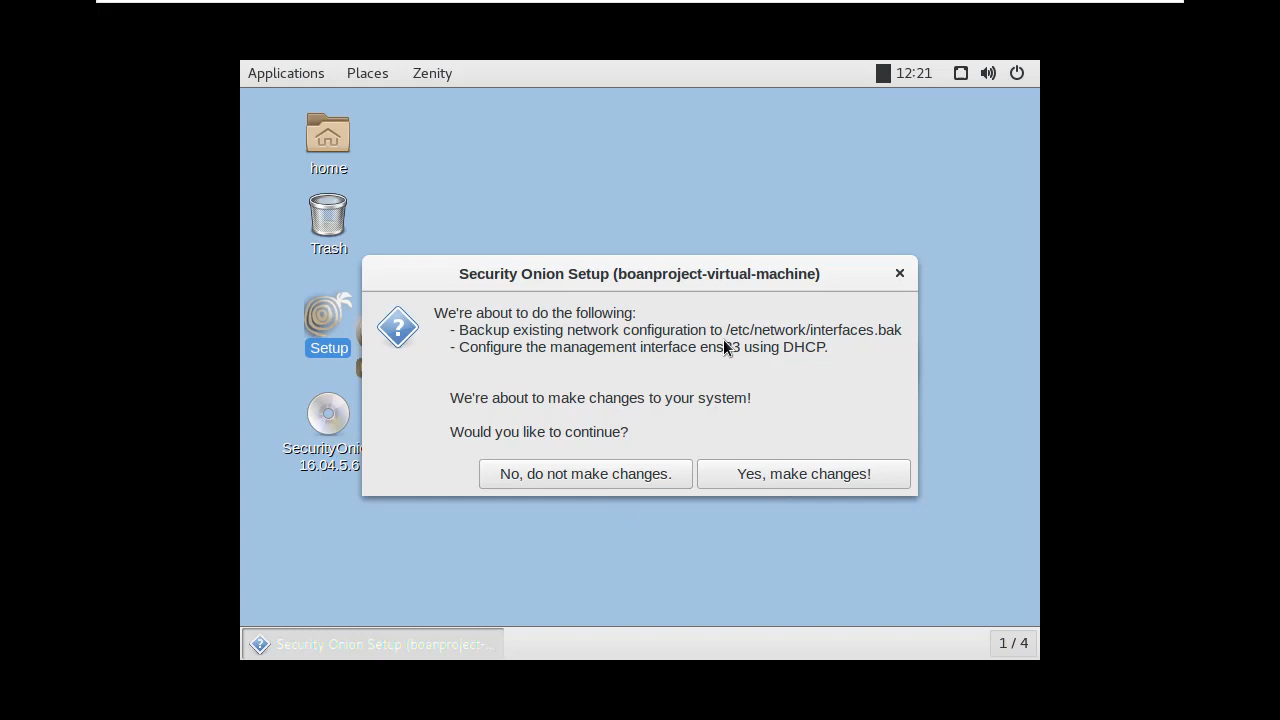 Applications Places Zenity 12:21
home
Trash
Security Onion Setup (boanproject-virtual-machine)
We're about to do the following:
- Backup existing network configuration to /etc/network/interfaces.bak
- Configure the management interface ens33 using DHCP.
We're about to make changes to your system!
Would you like to continue?
No, do not make changes. Yes, make changes!
Setup
SecurityOni
16.04.5.6
Security Onion Setup (boanproject-... 1 / 4